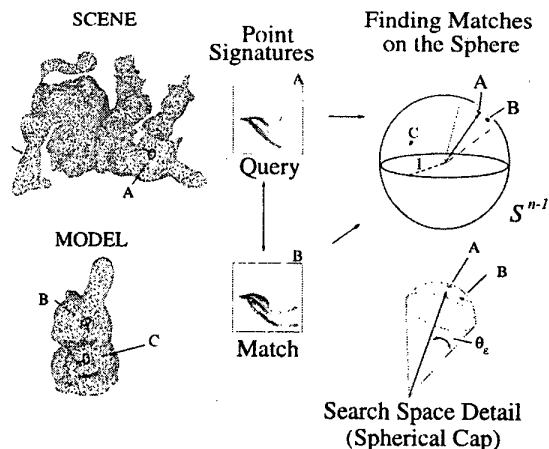 SCENE
Point
Signatures
Finding Matches
on the Sphere
A
A
B
C
A
Query
1
S^{n-1}
MODEL
B
C
B
Match
A
B
θ_ε
Search Space Detail
(Spherical Cap)